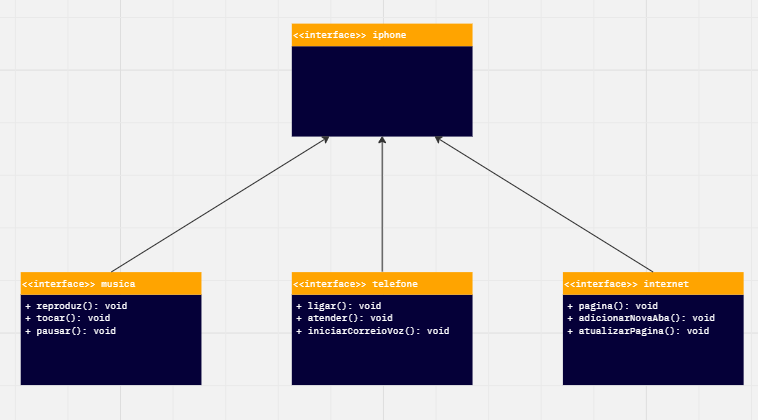 <<interface>> iphone
<<interface>> musica
+ reproduz(): void
+ tocar(): void
+ pausar(): void
<<interface>> telefone
+ ligar(): void
+ atender(): void
+ iniciarCorreioVoz(): void
<<interface>> internet
+ pagina(): void
+ adicionarNovaAba(): void
+ atualizarPagina(): void